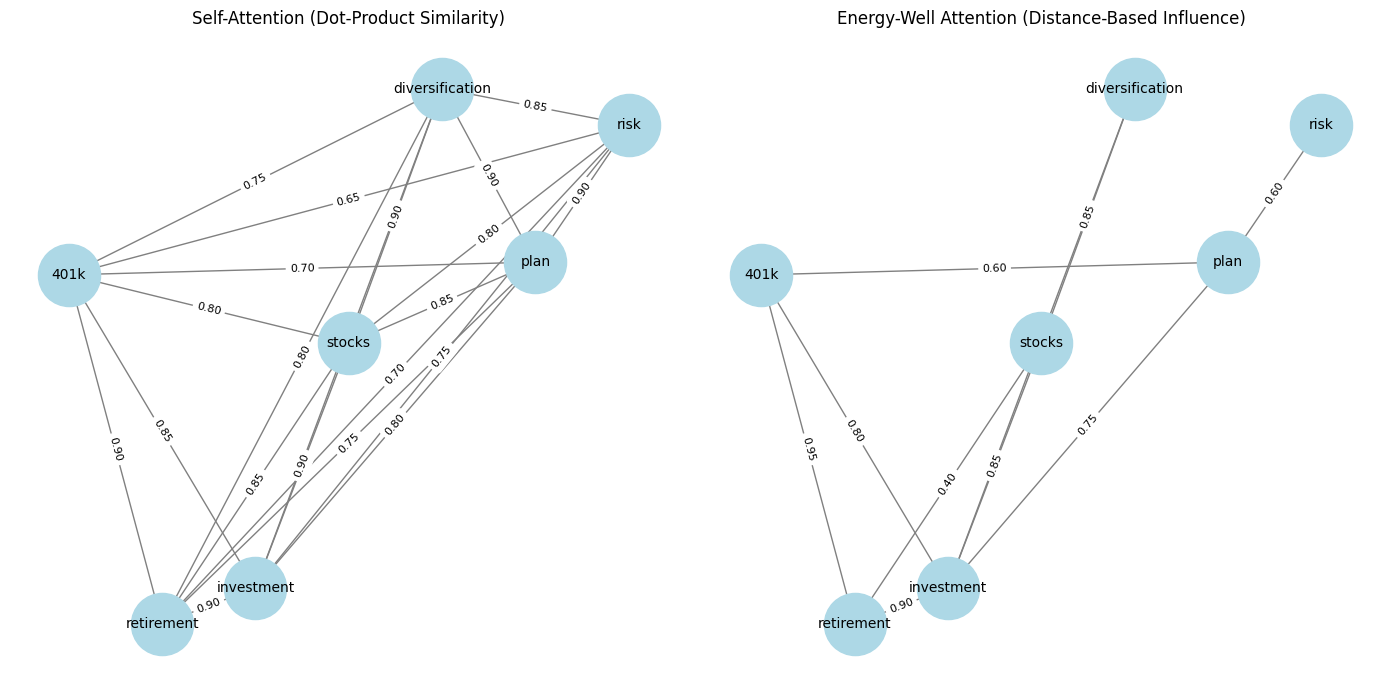 Self-Attention (Dot-Product Similarity)
diversification
risk
0.85
0.75
0.65
0.90
0.90
0.90
0.80
401k
0.70
plan
0.80
0.85
stocks
0.80
0.75
0.70
0.85
0.90
0.75
0.80
0.90
0.85
investment
0.90
retirement
Energy-Well Attention (Distance-Based Influence)
diversification
risk
0.60
0.85
401k
0.60
plan
stocks
0.80
0.75
0.95
0.85
0.40
investment
0.90
retirement